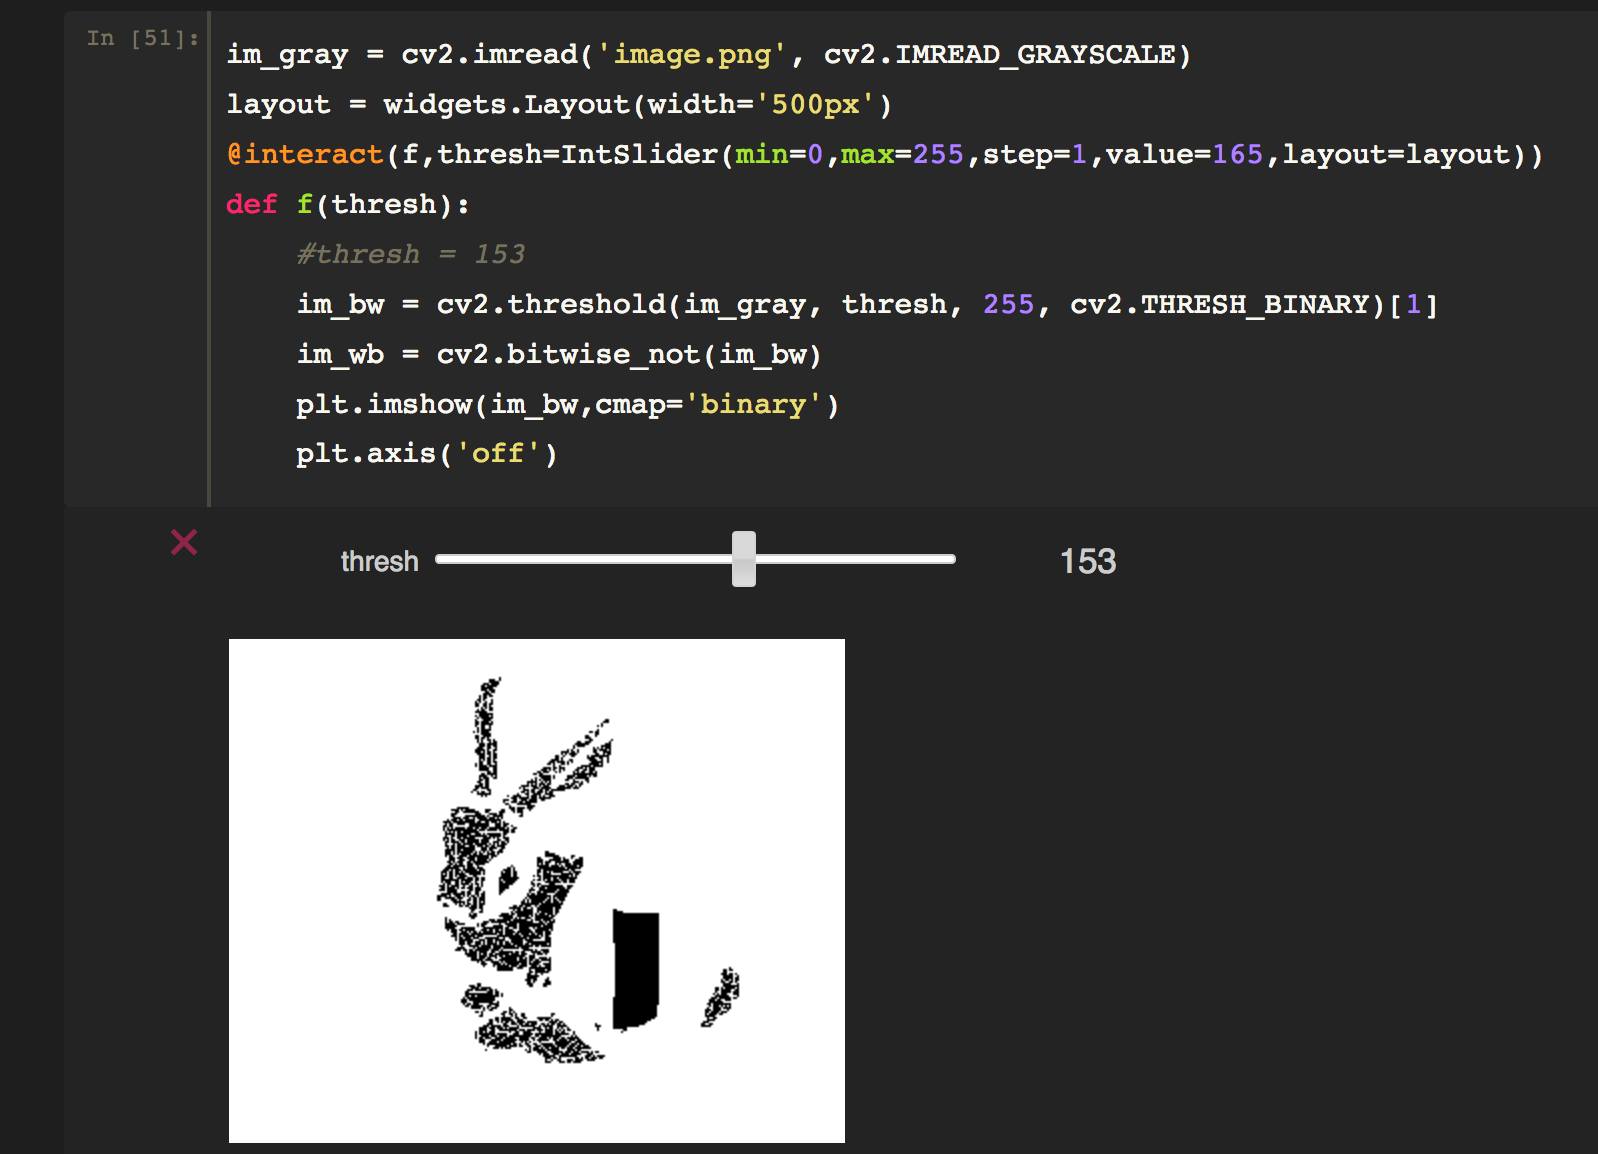 In [51]:
im_gray = cv2.imread('image.png', cv2.IMREAD_GRAYSCALE)
layout = widgets.Layout(width='500px')
@interact(f,thresh=IntSlider(min=0,max=255,step=1,value=165,layout=layout))
def f(thresh):
    #thresh = 153
    im_bw = cv2.threshold(im_gray, thresh, 255, cv2.THRESH_BINARY)[1]
    im_wb = cv2.bitwise_not(im_bw)
    plt.imshow(im_bw,cmap='binary')
    plt.axis('off')
thresh 153